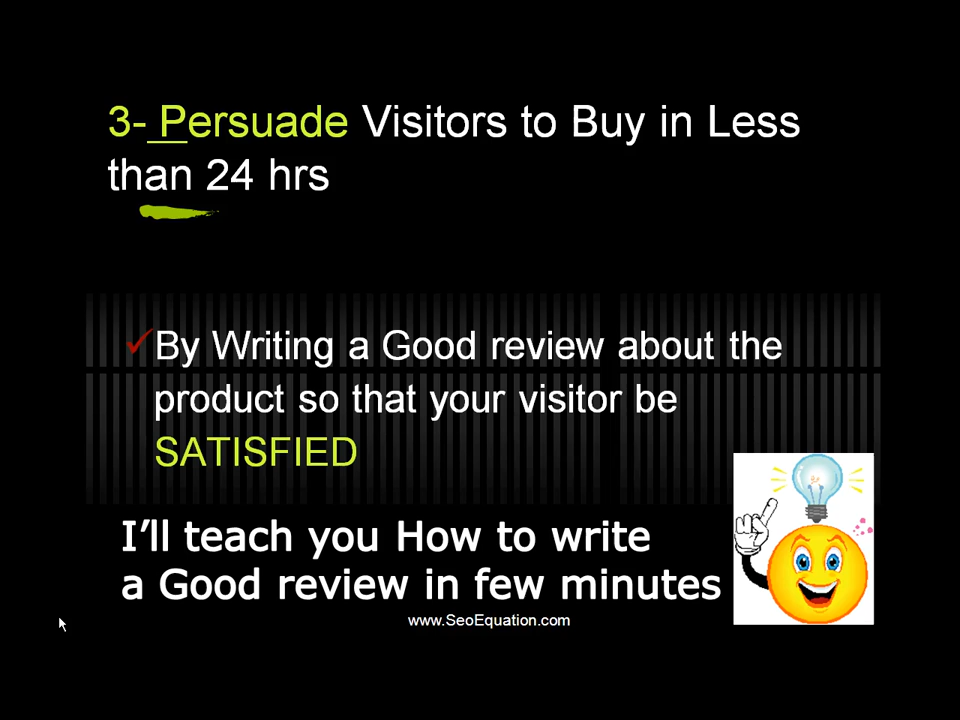 3- Persuade Visitors to Buy in Less
than 24 hrs
By Writing a Good review about the
product so that your visitor be
SATISFIED
I’ll teach you How to write
a Good review in few minutes
www.SeoEquation.com